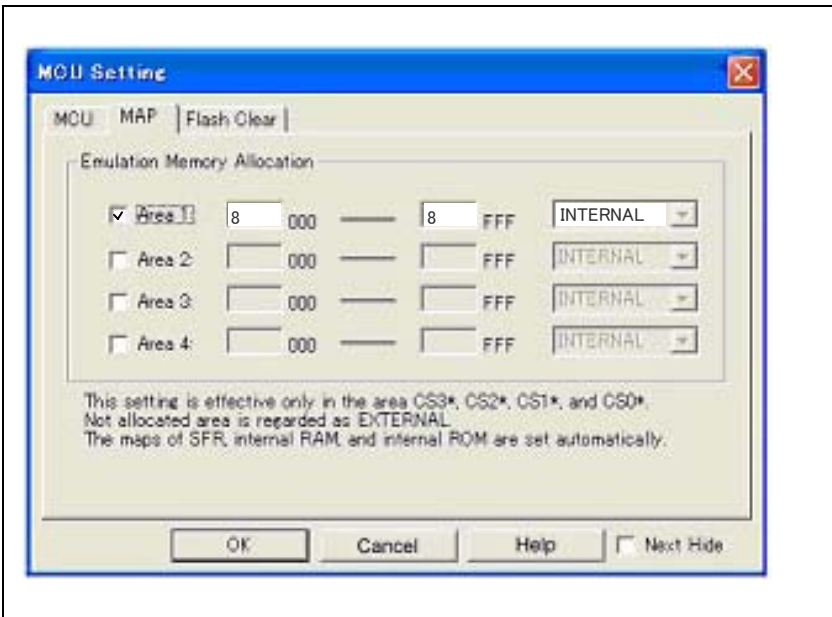 MCU Setting
MCU MAP Flash Clear
Emulation Memory Allocation
Area 1: 8 000 8 FFF INTERNAL
Area 2: 000 FFF INTERNAL
Area 3: 000 FFF INTERNAL
Area 4: 000 FFF INTERNAL
This setting is effective only in the area CS3*, CS2*, CS1*, and CS0*.
Not allocated area is regarded as EXTERNAL.
The maps of SFR, internal RAM, and internal ROM are set automatically.
OK Cancel Help Next Hide